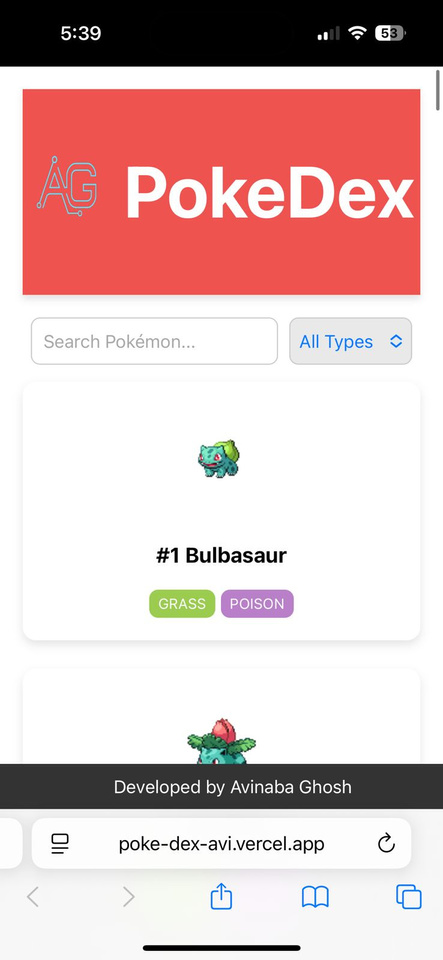 5:39
53
AG PokeDex
Search Pokémon...
All Types
#1 Bulbasaur
GRASS POISON
Developed by Avinaba Ghosh
poke-dex-avi.vercel.app